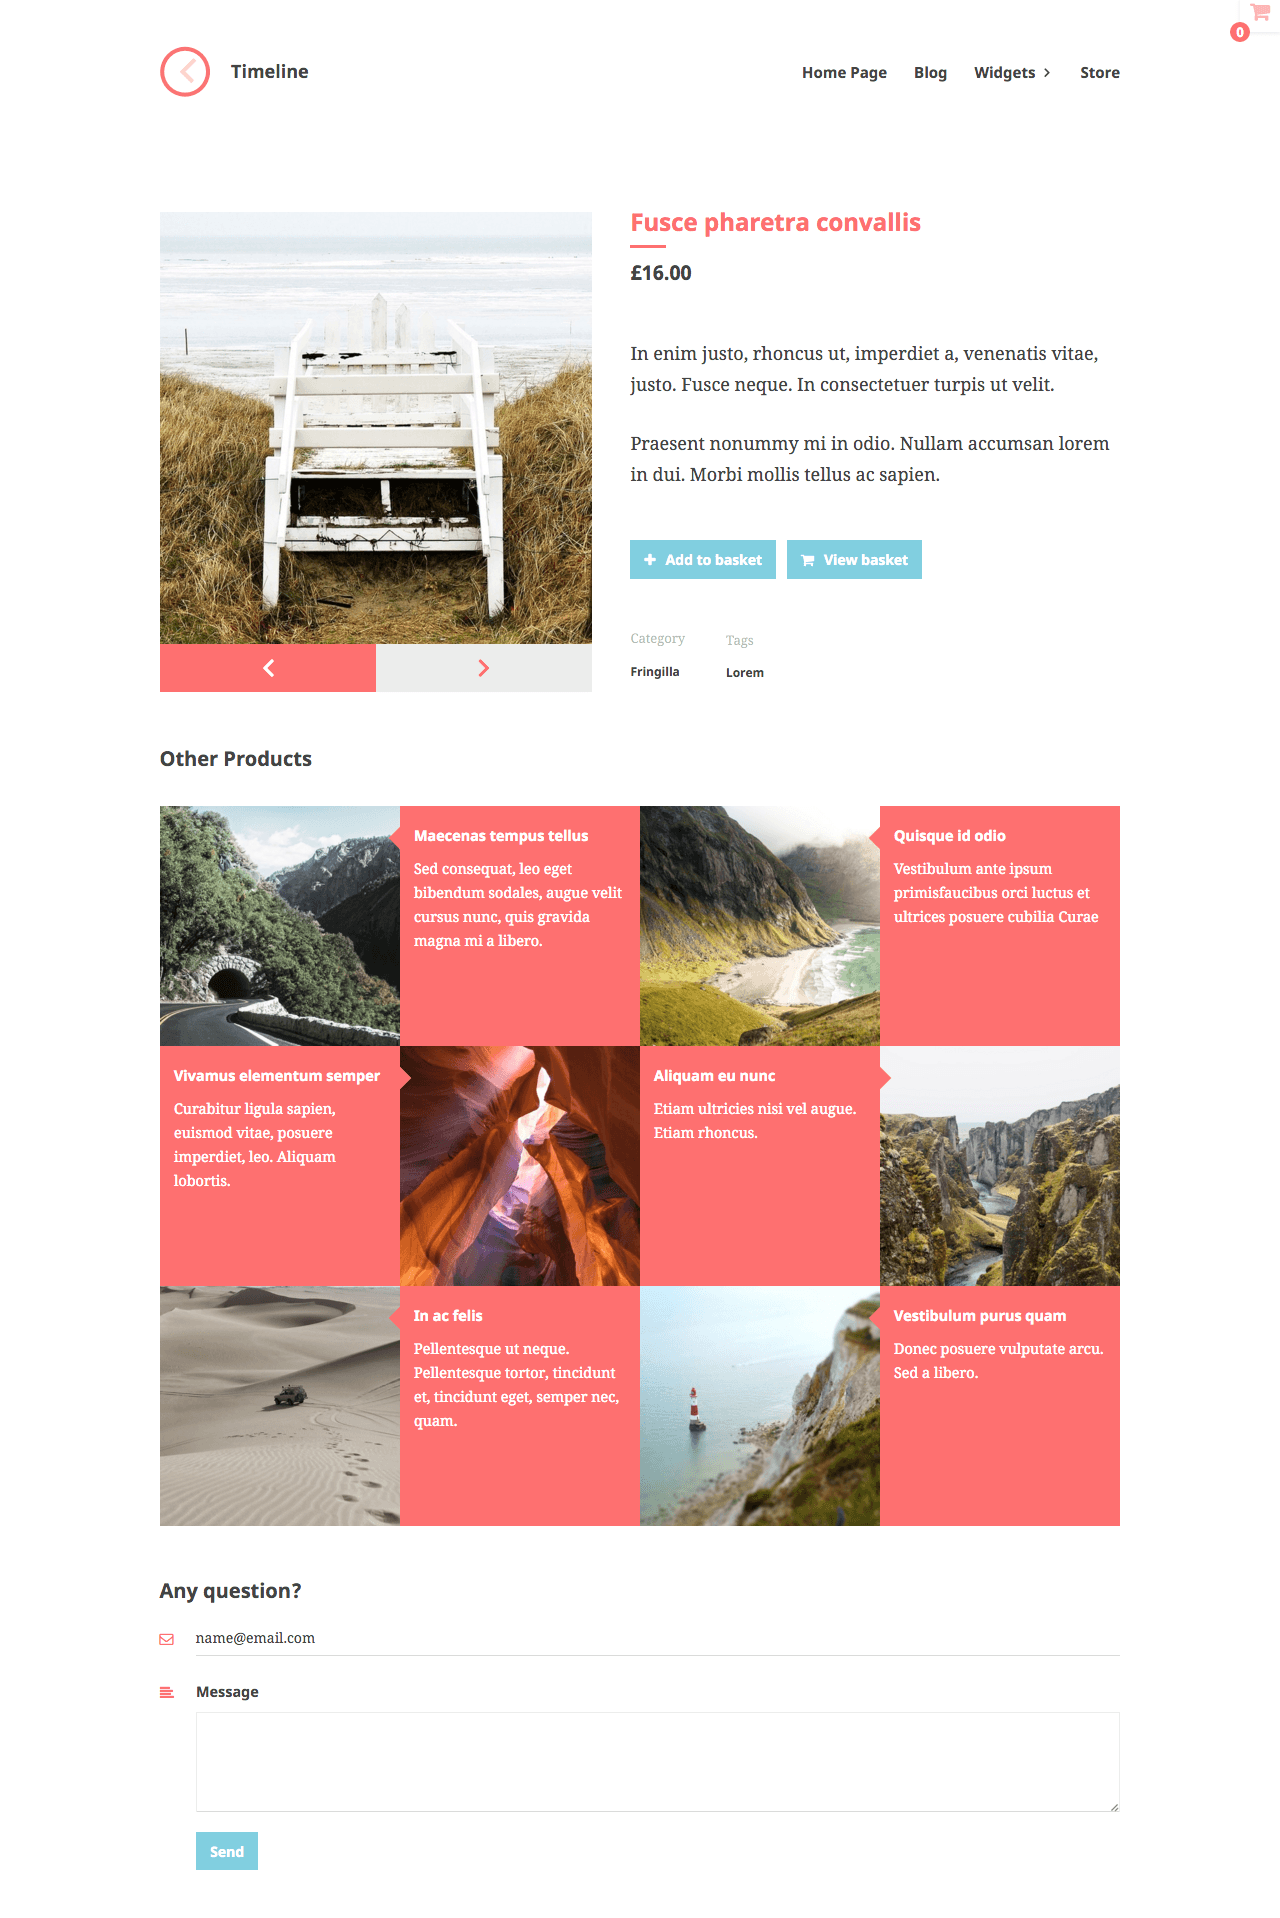 0
Timeline
Home Page Blog Widgets Store
Fusce pharetra convallis
£16.00
In enim justo, rhoncus ut, imperdiet a, venenatis vitae,
justo. Fusce neque. In consectetuer turpis ut velit.
Praesent nonummy mi in odio. Nullam accumsan lorem
in dui. Morbi mollis tellus ac sapien.
Add to basket View basket
Category Tags
Fringilla Lorem
Other Products
Maecenas tempus tellus
Sed consequat, leo eget
bibendum sodales, augue velit
cursus nunc, quis gravida
magna mi a libero.
Quisque id odio
Vestibulum ante ipsum
primisfaucibus orci luctus et
ultrices posuere cubilia Curae
Vivamus elementum semper
Curabitur ligula sapien,
euismod vitae, posuere
imperdiet, leo. Aliquam
lobortis.
Aliquam eu nunc
Etiam ultricies nisi vel augue.
Etiam rhoncus.
In ac felis
Pellentesque ut neque.
Pellentesque tortor, tincidunt
et, tincidunt eget, semper nec,
quam.
Vestibulum purus quam
Donec posuere vulputate arcu.
Sed a libero.
Any question?
name@email.com
Message
Send